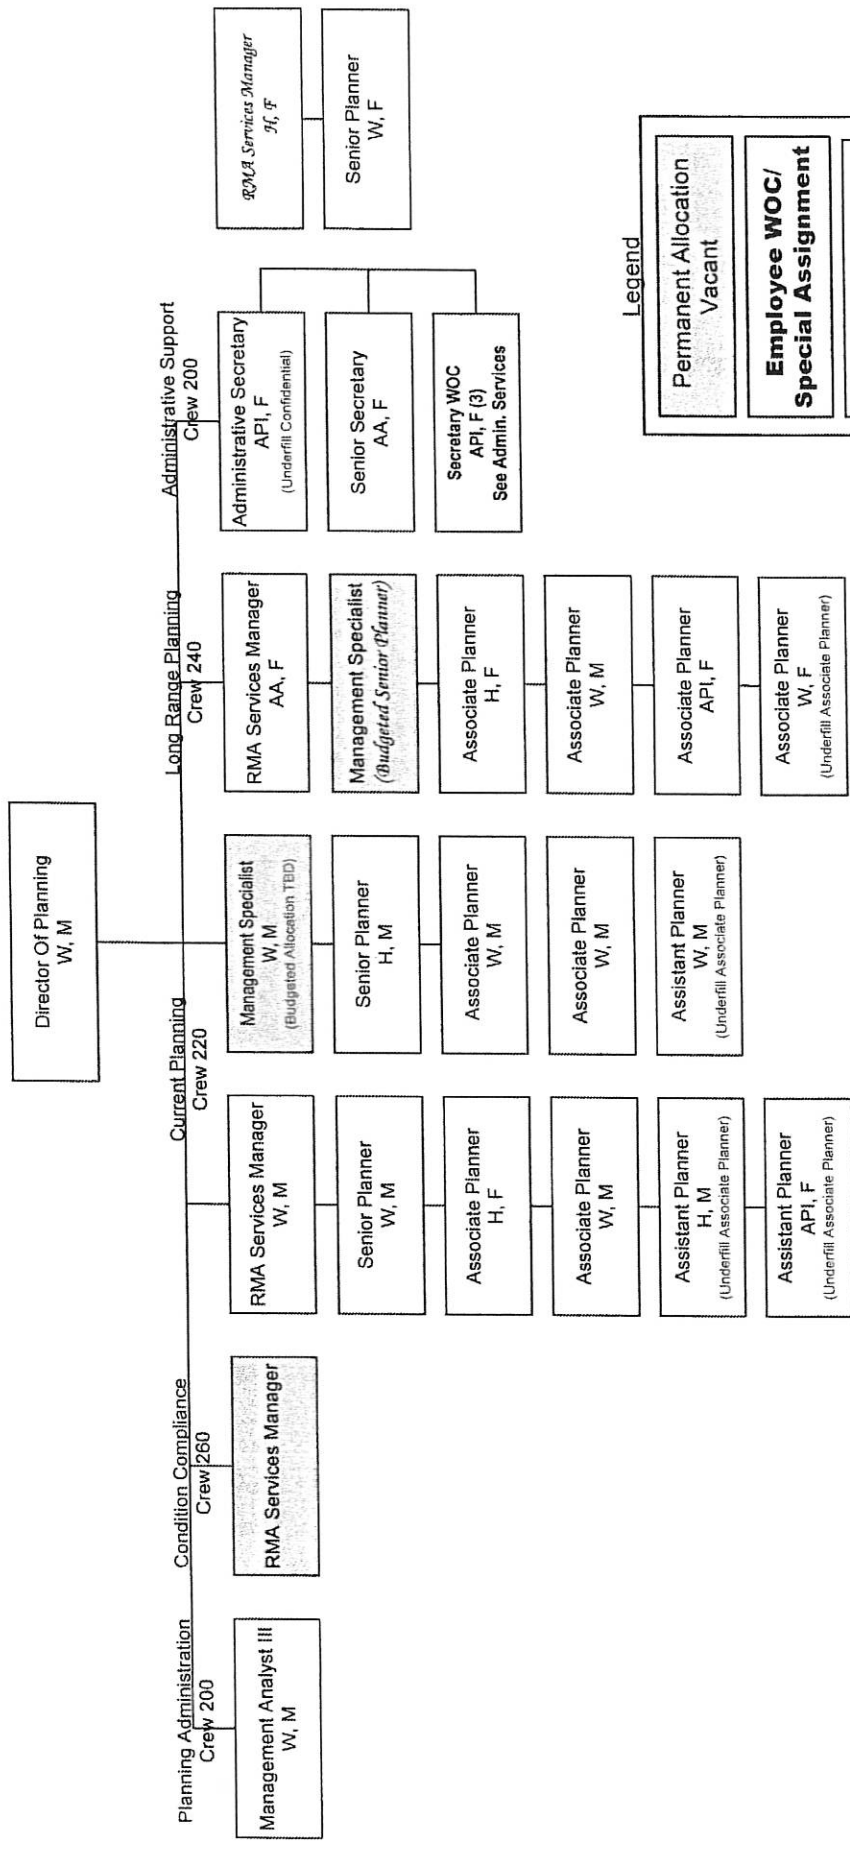 Director Of Planning
W, M
Planning Administration
Crew 200
Management Analyst III
W, M
Condition Compliance
Crew 260
RMA Services Manager
Current Planning
Crew 220
RMA Services Manager
W, M
Senior Planner
W, M
Associate Planner
H, F
Associate Planner
W, M
Assistant Planner
H, M
(Underfill Associate Planner)
Assistant Planner
API, F
(Underfill Associate Planner)
Management Specialist
W, M
(Budgeted Allocation TBD)
Senior Planner
H, M
Associate Planner
W, M
Associate Planner
W, M
Assistant Planner
W, M
(Underfill Associate Planner)
Long Range Planning
Crew 240
RMA Services Manager
AA, F
Management Specialist
(Budgeted Senior Planner)
Associate Planner
H, F
Associate Planner
W, M
Associate Planner
API, F
Associate Planner
W, F
(Underfill Associate Planner)
Administrative Support
Crew 200
Administrative Secretary
API, F
(Underfill Confidential)
Senior Secretary
AA, F
Secretary WOC
API, F (3)
See Admin. Services
RMA Services Manager
H, F
Senior Planner
W, F
Legend
Permanent Allocation
Vacant
Employee WOC/
Special Assignment